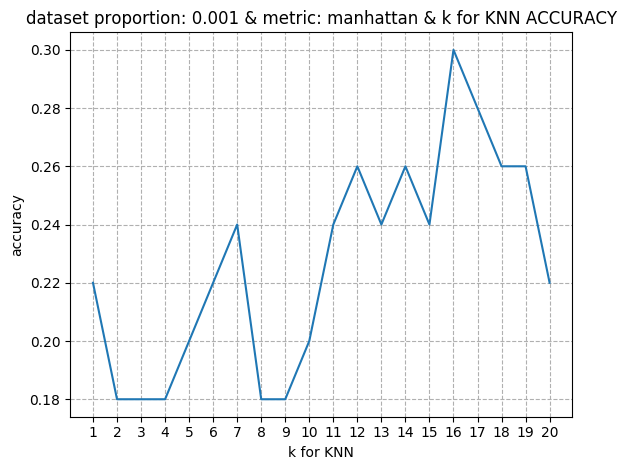 dataset proportion: 0.001 & metric: manhattan & k for KNN ACCURACY
0.30
0.28
0.26
0.24
0.22
0.20
0.18
accuracy
1 2 3 4 5 6 7 8 9 10 11 12 13 14 15 16 17 18 19 20
k for KNN